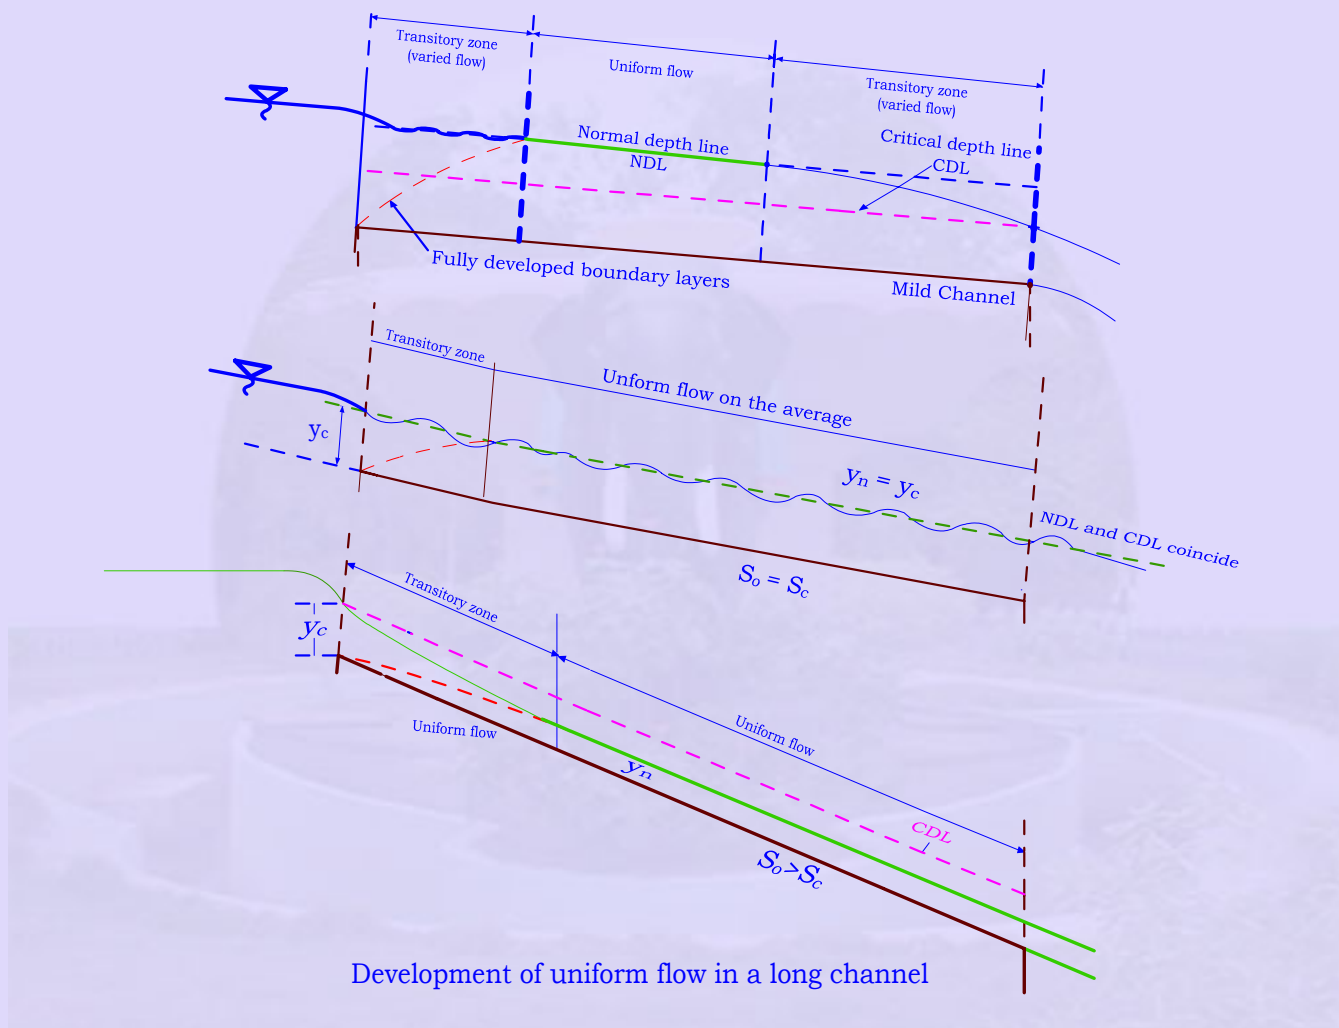 Transitory zone
(varied flow)
Uniform flow
Transitory zone
(varied flow)
Normal depth line
NDL
Critical depth line
CDL
Fully developed boundary layers
Mild Channel
Transitory zone
Unform flow on the average
yc
yn = yc
NDL and CDL coincide
So = Sc
Transitory zone
yc
Uniform flow
Uniform flow
yn
CDL
So>Sc
Development of uniform flow in a long channel